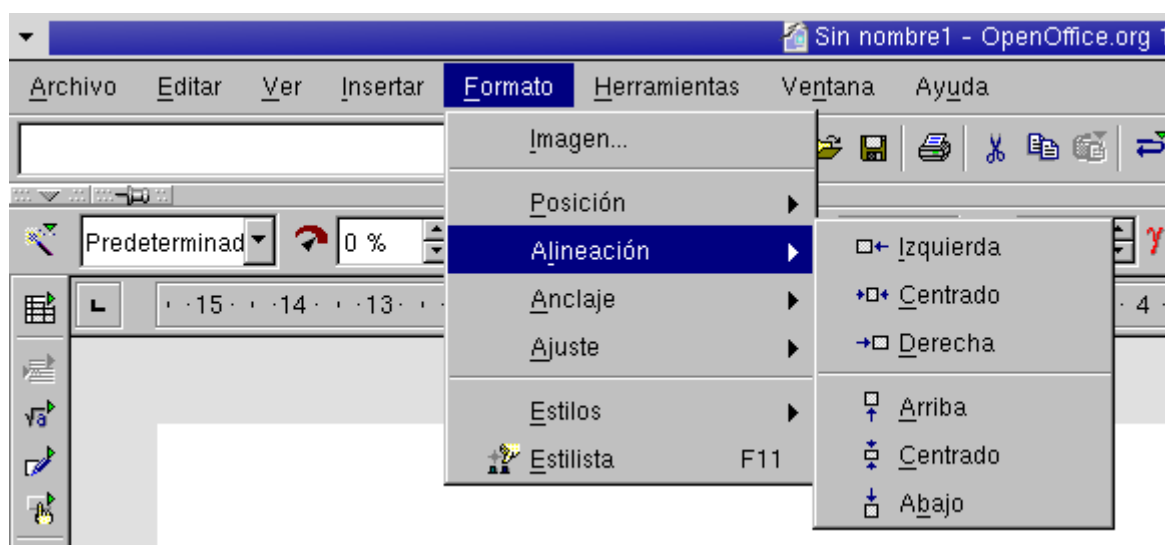 Sin nombre1 - OpenOffice.org 1
Archivo Editar Ver Insertar Formato Herramientas Ventana Ayuda
Imagen...
Posición
Predeterminad 0 %
Alineación
Izquierda
15 14 13
Anclaje
Centrado
4
Ajuste
Derecha
Estilos
Arriba
Estilista F11
Centrado
Abajo